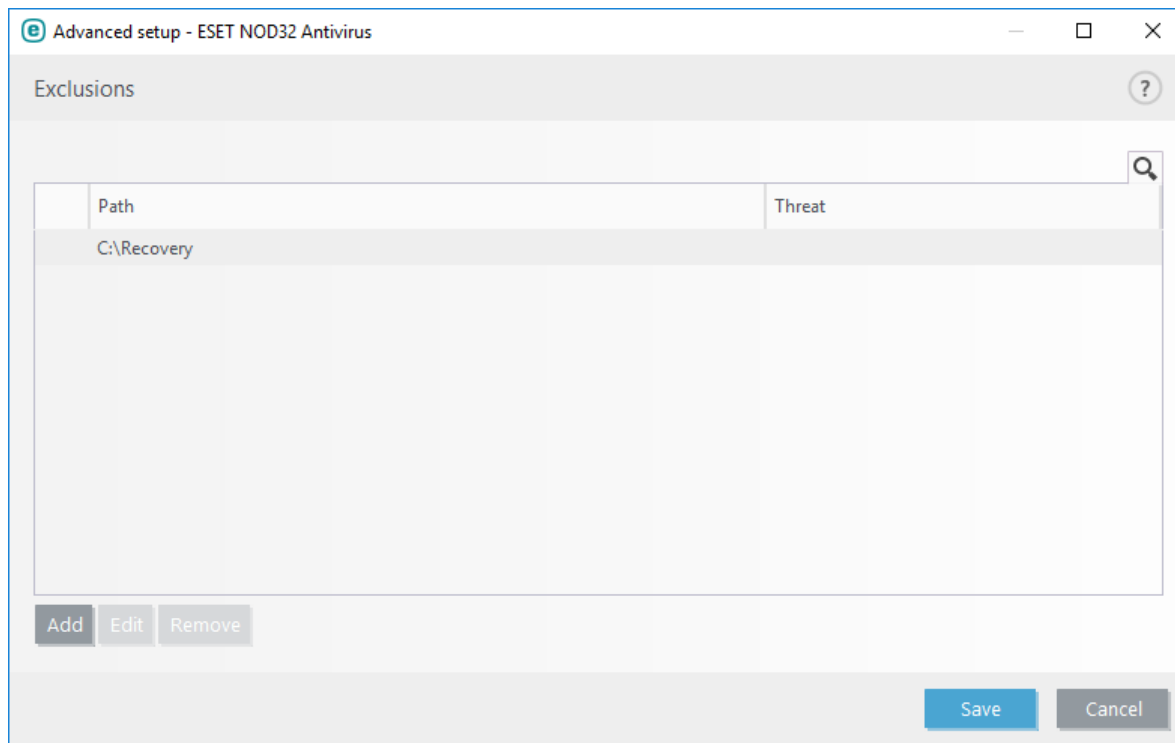 Advanced setup - ESET NOD32 Antivirus
Exclusions ?
Path Threat
C:\Recovery
Add Edit Remove
Save Cancel